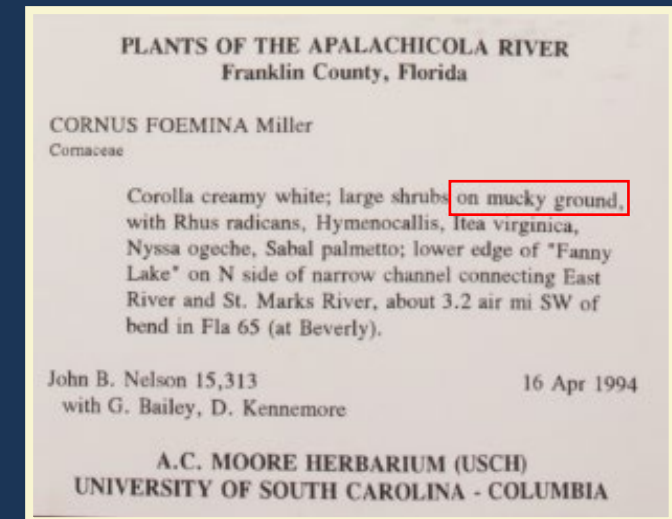 PLANTS OF THE APALACHICOLA RIVER
Franklin County, Florida
CORNUS FOEMINA Miller
Cornaceae
Corolla creamy white; large shrubs on mucky ground,
with Rhus radicans, Hymenocallis, Itea virginica,
Nyssa ogeche, Sabal palmetto; lower edge of "Fanny
Lake" on N side of narrow channel connecting East
River and St. Marks River, about 3.2 air mi SW of
bend in Fla 65 (at Beverly).
John B. Nelson 15,313 16 Apr 1994
with G. Bailey, D. Kennemore
A.C. MOORE HERBARIUM (USCH)
UNIVERSITY OF SOUTH CAROLINA - COLUMBIA